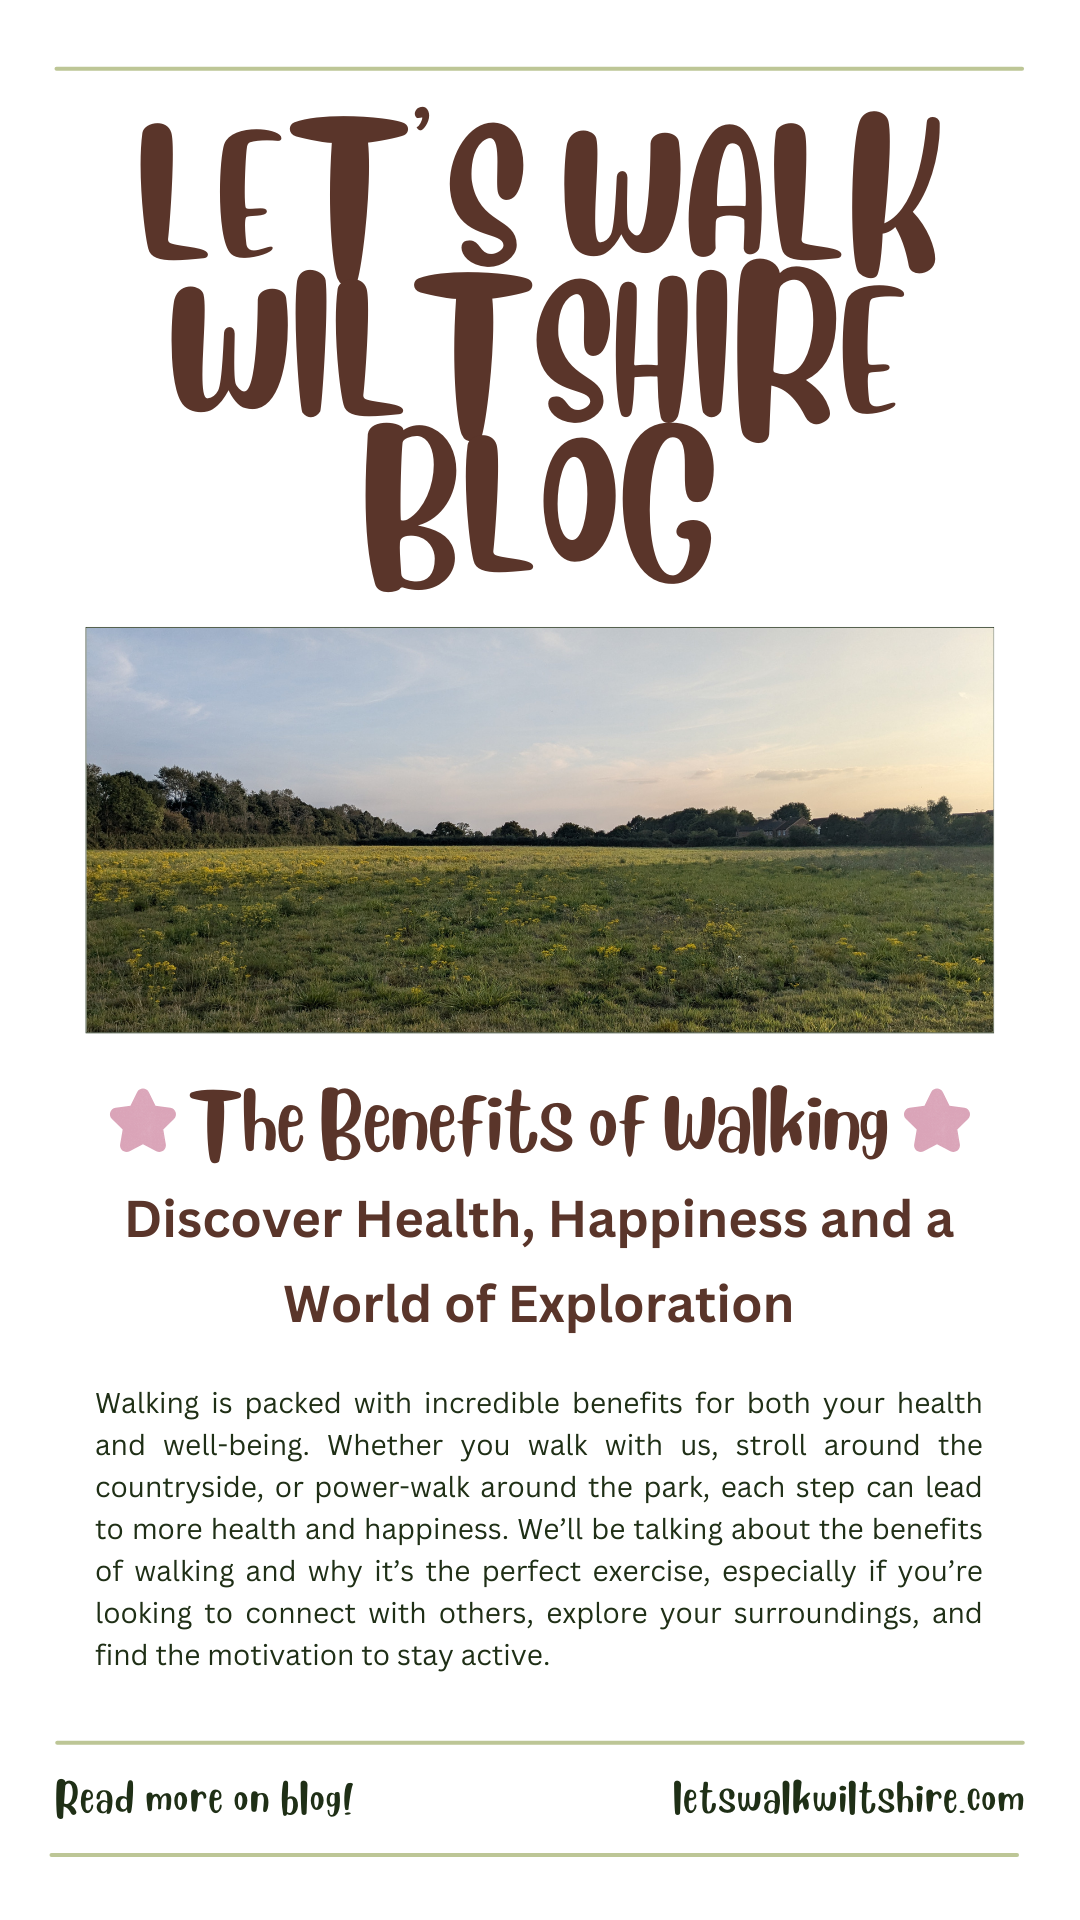 LET'S WALK
WILTSHIRE
BLOG
The Benefits of Walking
Discover Health, Happiness and a
World of Exploration
Walking is packed with incredible benefits for both your health
and well-being. Whether you walk with us, stroll around the
countryside, or power-walk around the park, each step can lead
to more health and happiness. We’ll be talking about the benefits
of walking and why it’s the perfect exercise, especially if you’re
looking to connect with others, explore your surroundings, and
find the motivation to stay active.
Read more on blog!
letswalkwiltshire.com